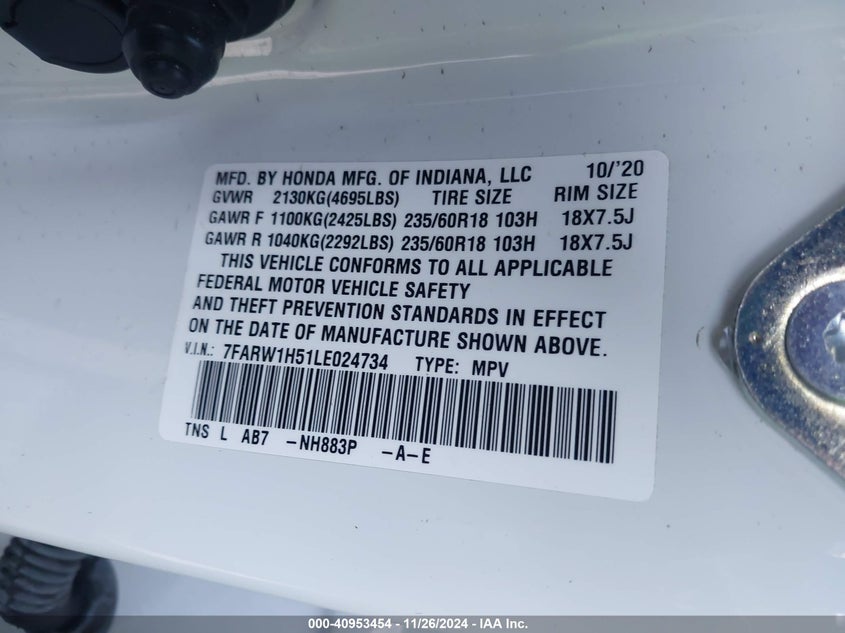 MFD. BY HONDA MFG. OF INDIANA, LLC 10/'20
GVWR 2130KG(4695LBS) TIRE SIZE RIM SIZE
GAWR F 1100KG(2425LBS) 235/60R18 103H 18X7.5J
GAWR R 1040KG(2292LBS) 235/60R18 103H 18X7.5J
THIS VEHICLE CONFORMS TO ALL APPLICABLE
FEDERAL MOTOR VEHICLE SAFETY
AND THEFT PREVENTION STANDARDS IN EFFECT
ON THE DATE OF MANUFACTURE SHOWN ABOVE.
V.I.N.: 7FARW1H51LE024734 TYPE: MPV
TNS L AB7 -NH883P -A-E
000-40953454 - 11/26/2024 - IAA Inc.